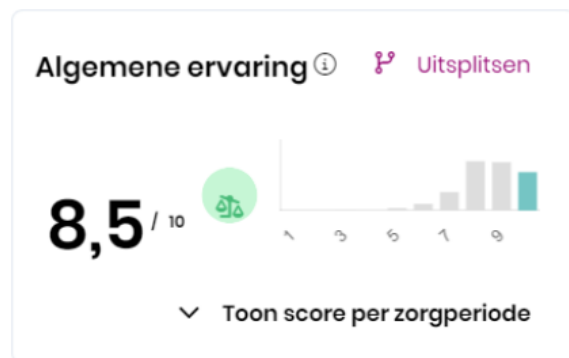 Algemene ervaring i Uitsplitsen
8,5 / 10
1 3 5 7 9
Toon score per zorgperiode